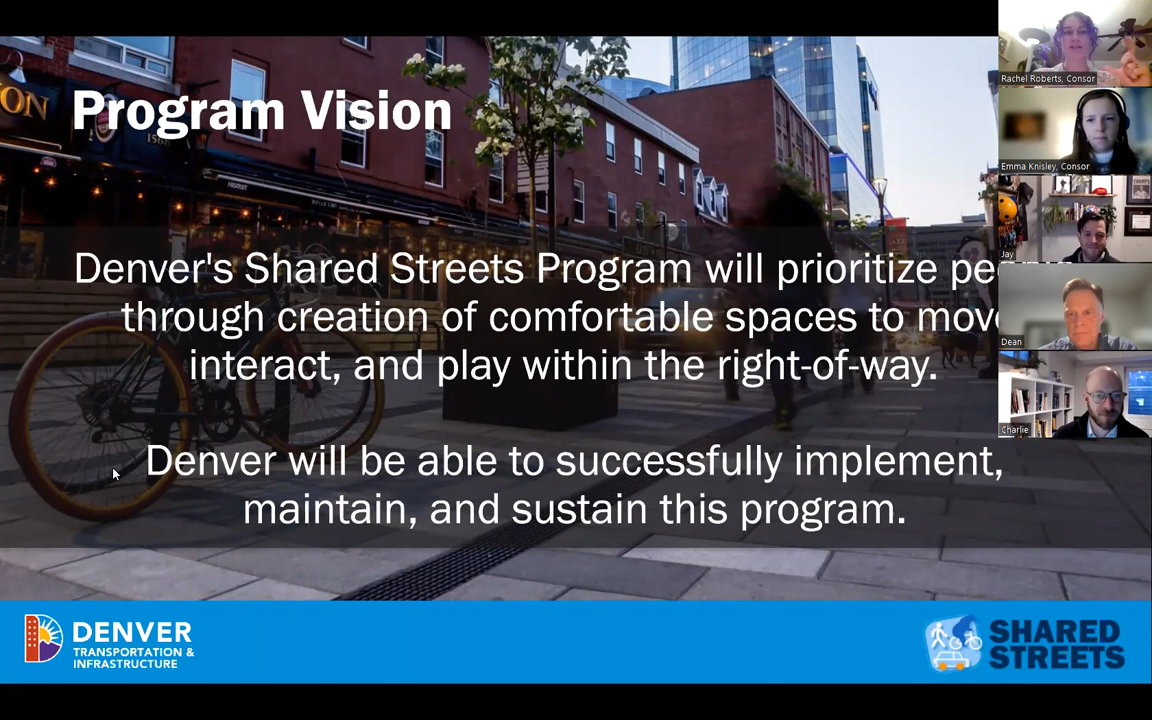 Program Vision
Denver's Shared Streets Program will prioritize
through creation of comfortable spaces to
interact, and play within the right-of-way.
Denver will be able to successfully implement,
maintain, and sustain this program.
DENVER
TRANSPORTATION &
INFRASTRUCTURE
SHARED
STREETS
Rachel Roberts, Consor
Emma Knisley, Consor
Jay
Dean
Charlie